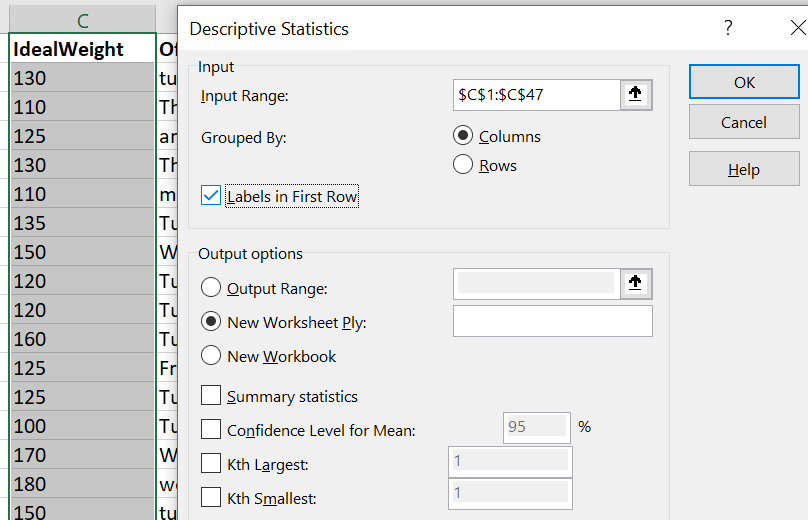 C
Descriptive Statistics
?
IdealWeight
Input
130 tu
Input Range: $C$1:$C$47
OK
110 Th
125 ar
Grouped By: Columns
Cancel
130 Th
Rows
Help
110 m
Labels in First Row
135 Tu
150 W
Output options
120 Tu
Output Range:
120 Tu
New Worksheet Ply:
160 Tu
New Workbook
125 Fr
125 Tu
Summary statistics
100 Tu
Confidence Level for Mean: 95 %
170 W
Kth Largest: 1
180 we
Kth Smallest: 1
150 tu